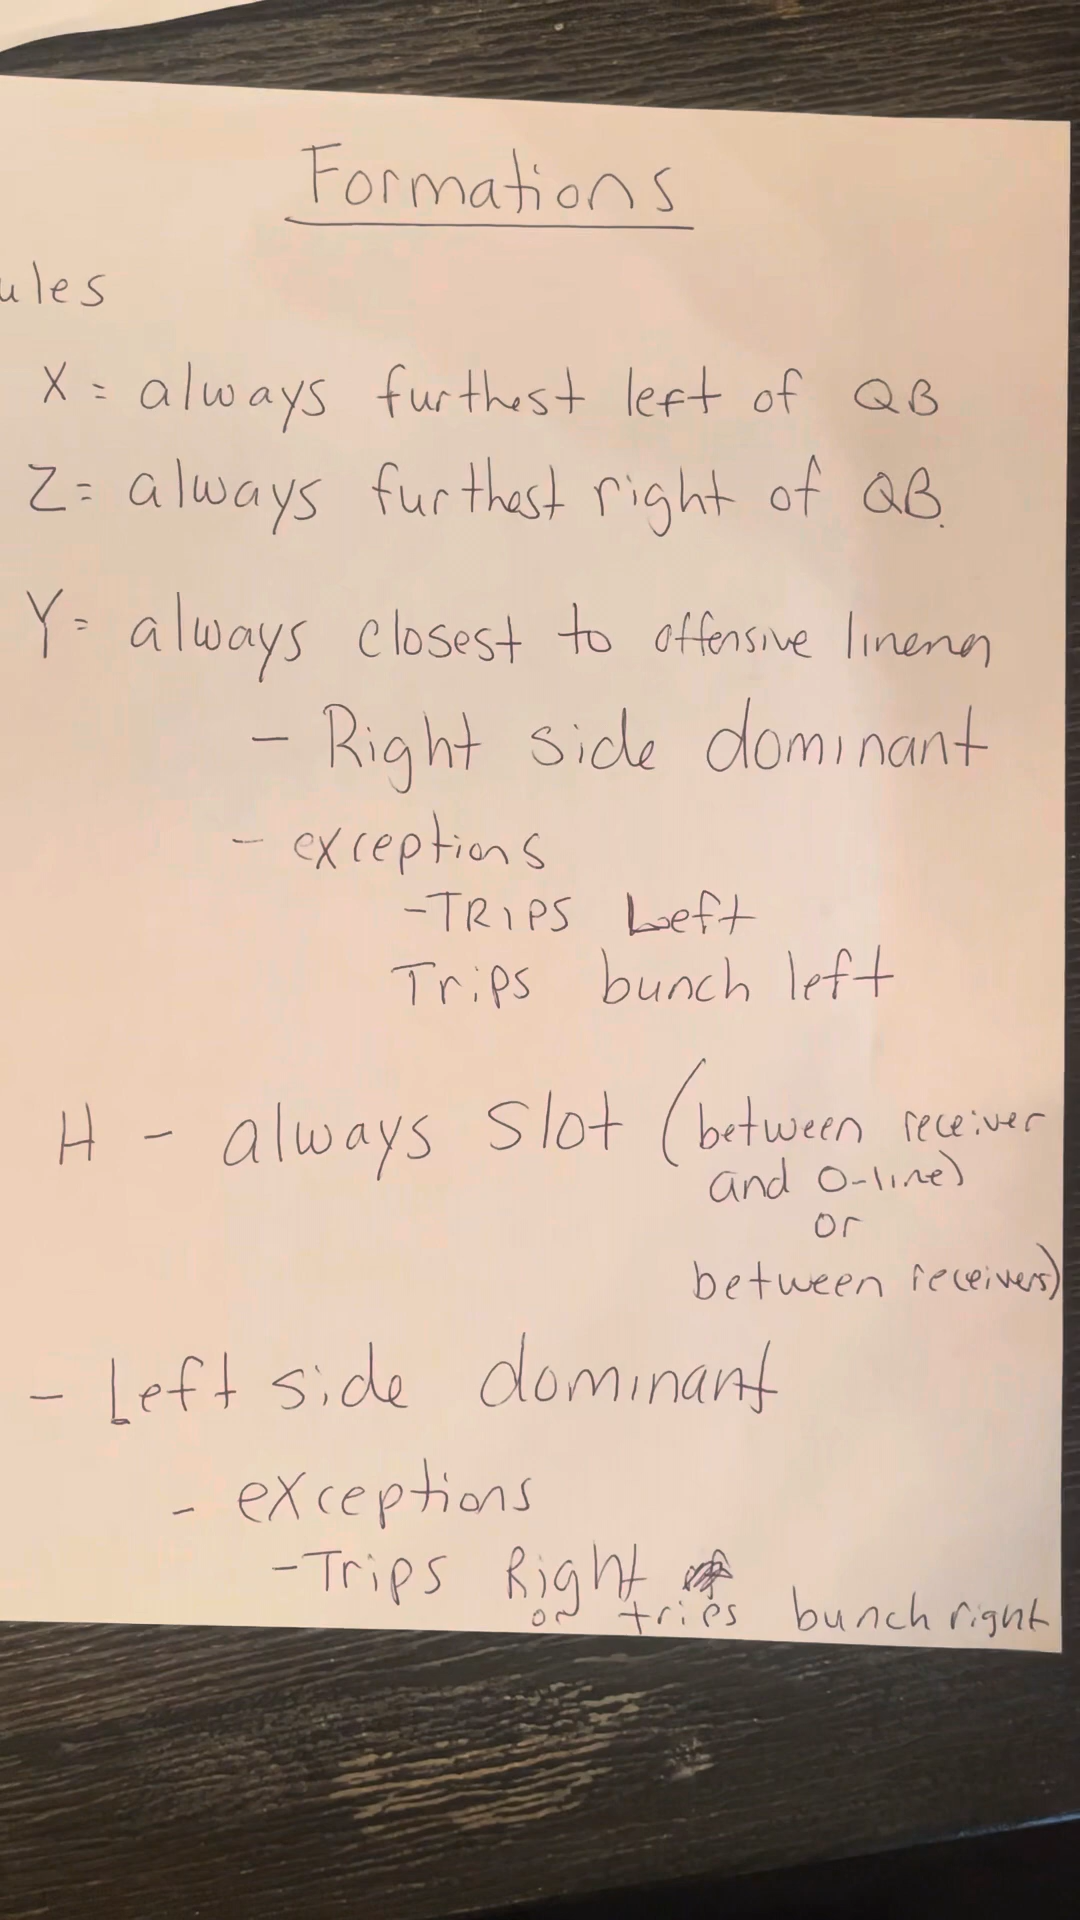 Formations
ules
X = always furthest left of QB
Z = always furthest right of QB.
Y = always closest to offensive lineman
- Right side dominant
- exceptions
- TRIPS Left
Trips bunch left
H - always Slot (between receiver
and O-line)
or
between receivers)
- Left side dominant
- exceptions
- Trips Right
or trips bunch right